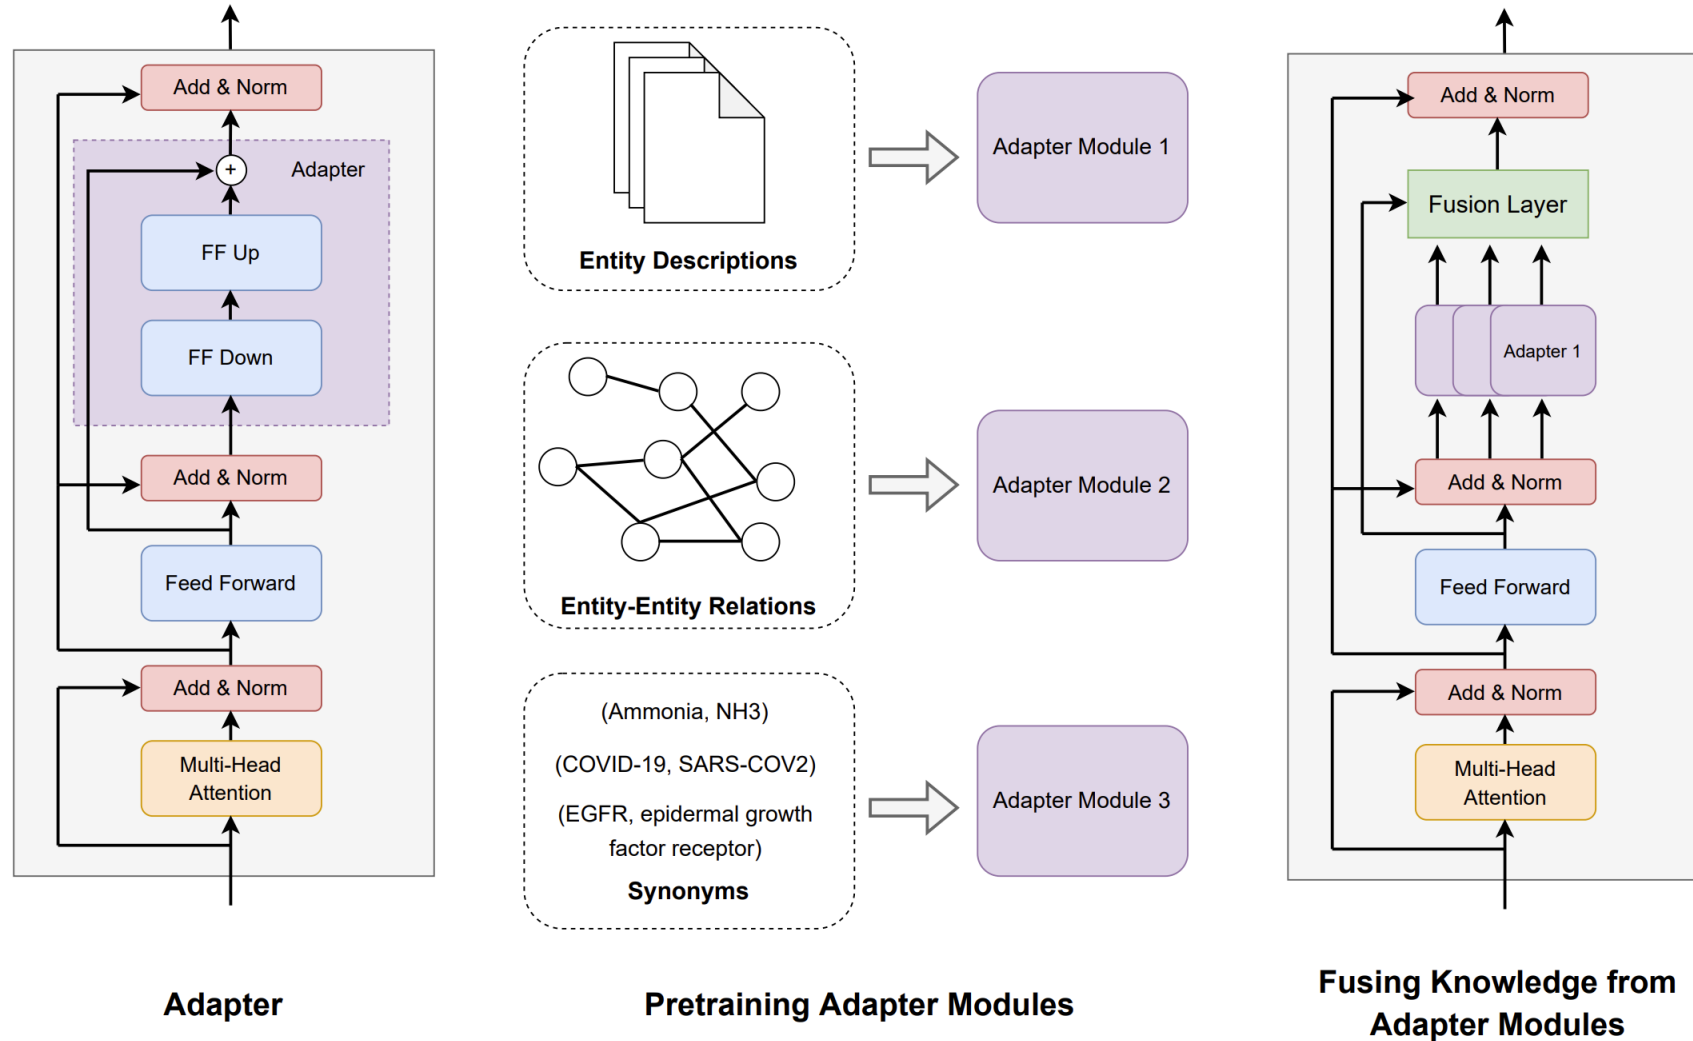 Add & Norm
+
Adapter
FF Up
FF Down
Add & Norm
Feed Forward
Add & Norm
Multi-Head
Attention
Adapter
Entity Descriptions
Adapter Module 1
Entity-Entity Relations
Adapter Module 2
(Ammonia, NH3)
(COVID-19, SARS-COV2)
(EGFR, epidermal growth
factor receptor)
Synonyms
Adapter Module 3
Pretraining Adapter Modules
Add & Norm
Fusion Layer
Adapter 1
Add & Norm
Feed Forward
Add & Norm
Multi-Head
Attention
Fusing Knowledge from
Adapter Modules